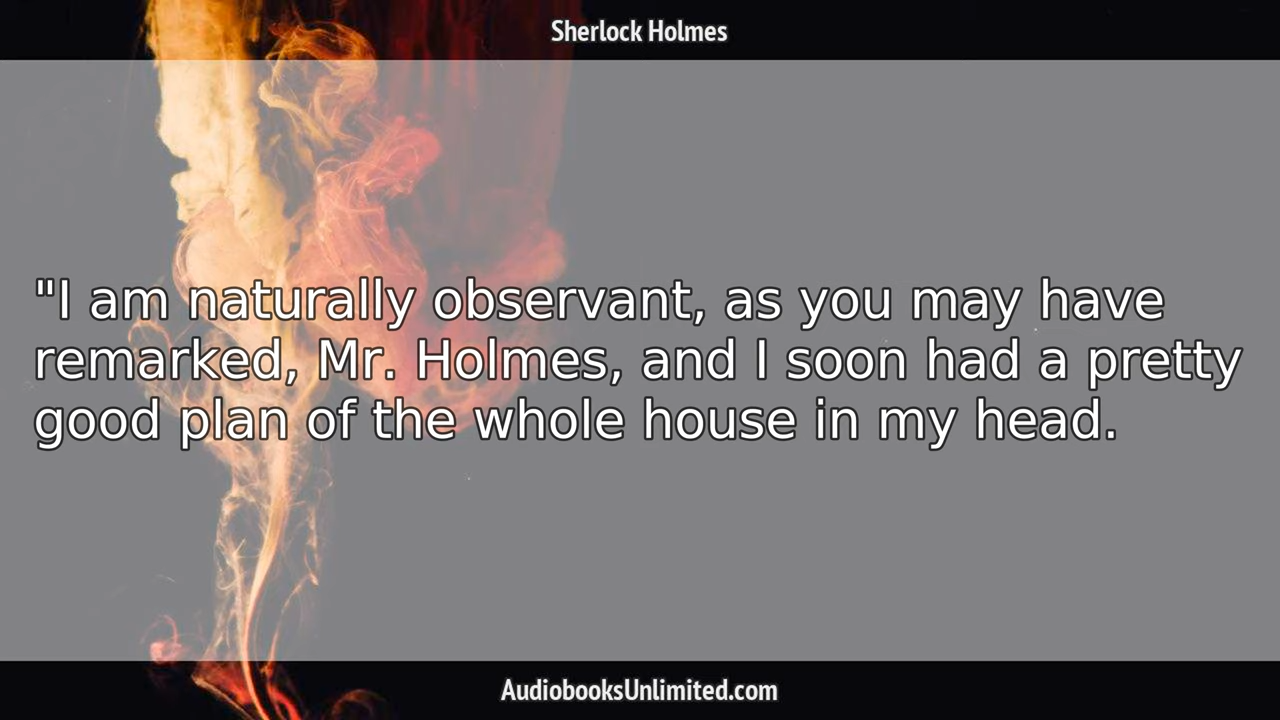 Sherlock Holmes
"I am naturally observant, as you may have
remarked, Mr. Holmes, and I soon had a pretty
good plan of the whole house in my head.
AudiobooksUnlimited.com